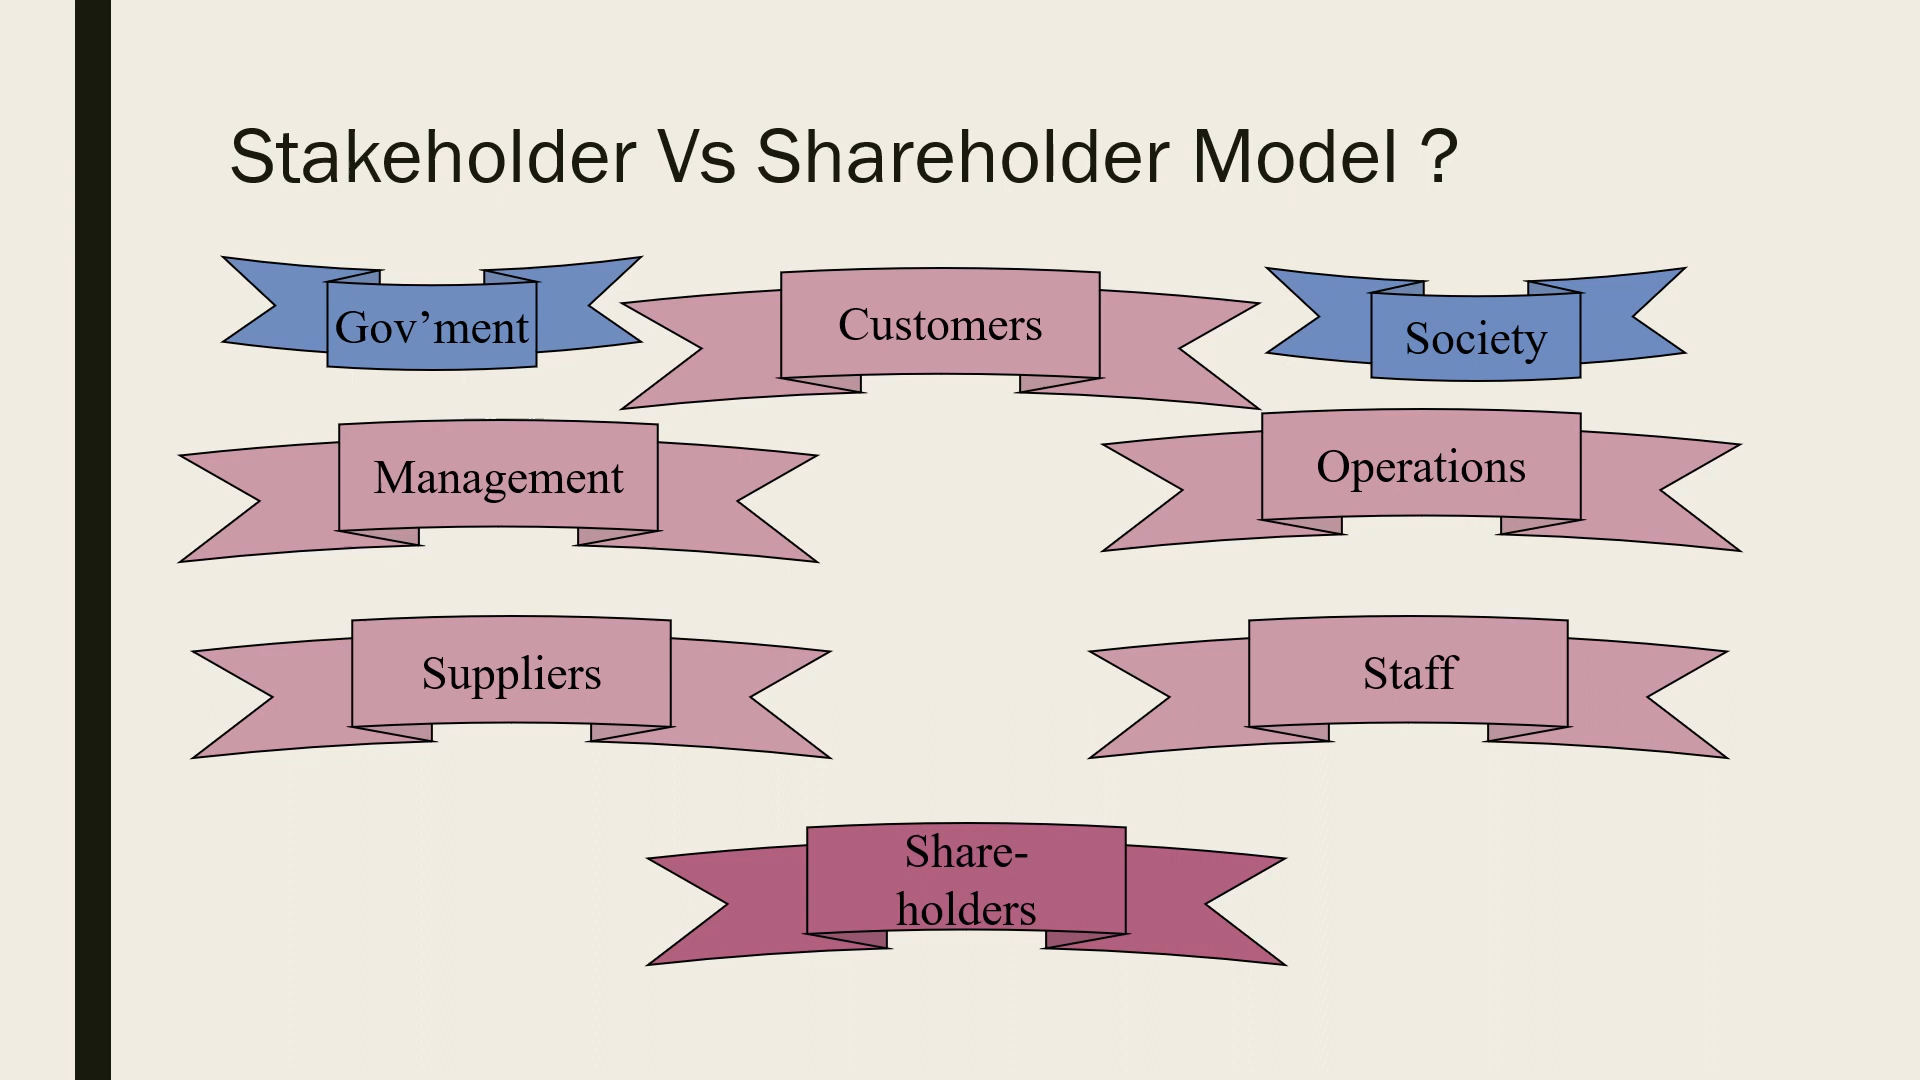 Stakeholder Vs Shareholder Model ?
Gov’ment
Customers
Society
Management
Operations
Suppliers
Staff
Share-
holders